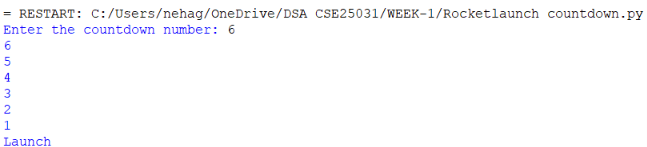 = RESTART: C:/Users/nehag/OneDrive/DSA CSE25031/WEEK-1/Rocketlaunch countdown.py
Enter the countdown number: 6
6
5
4
3
2
1
Launch